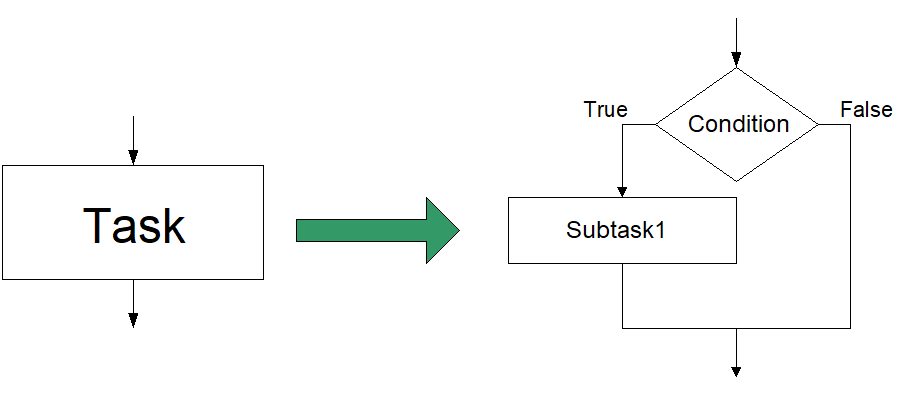 Task
True
False
Condition
Subtask1